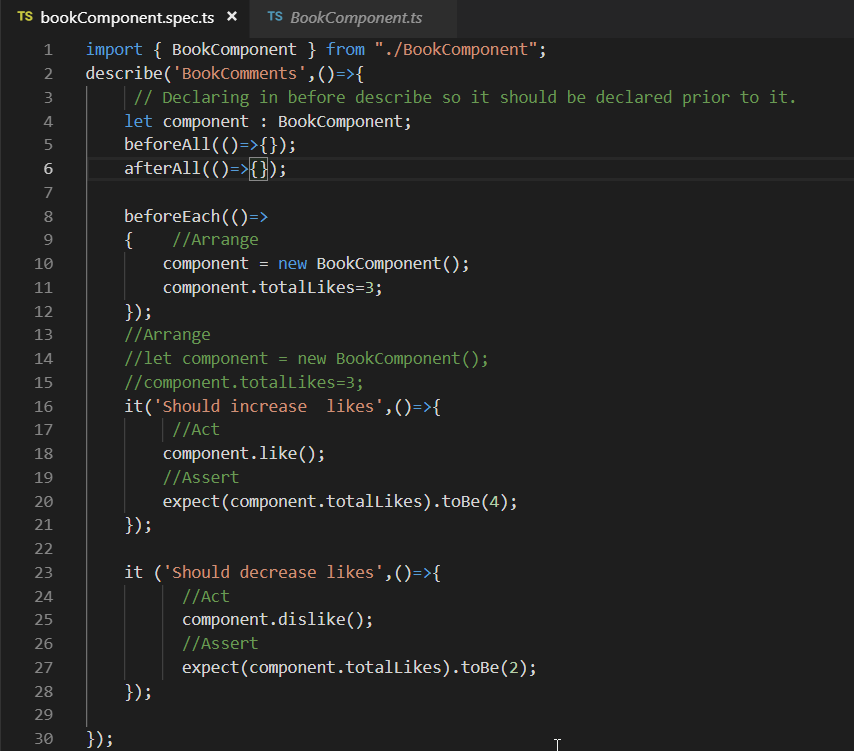 TS bookComponent.spec.ts × TS BookComponent.ts
1 import { BookComponent } from "./BookComponent";
2 describe('BookComments',()=>{
3 // Declaring in before describe so it should be declared prior to it.
4 let component : BookComponent;
5 beforeAll(()=>{});
6 afterAll(()=>{});
7
8 beforeEach(()=>
9 { //Arrange
10 component = new BookComponent();
11 component.totalLikes=3;
12 });
13 //Arrange
14 //let component = new BookComponent();
15 //component.totalLikes=3;
16 it('Should increase  likes',()=>{
17 //Act
18 component.like();
19 //Assert
20 expect(component.totalLikes).toBe(4);
21 });
22
23 it ('Should decrease likes',()=>{
24 //Act
25 component.dislike();
26 //Assert
27 expect(component.totalLikes).toBe(2);
28 });
29
30 });